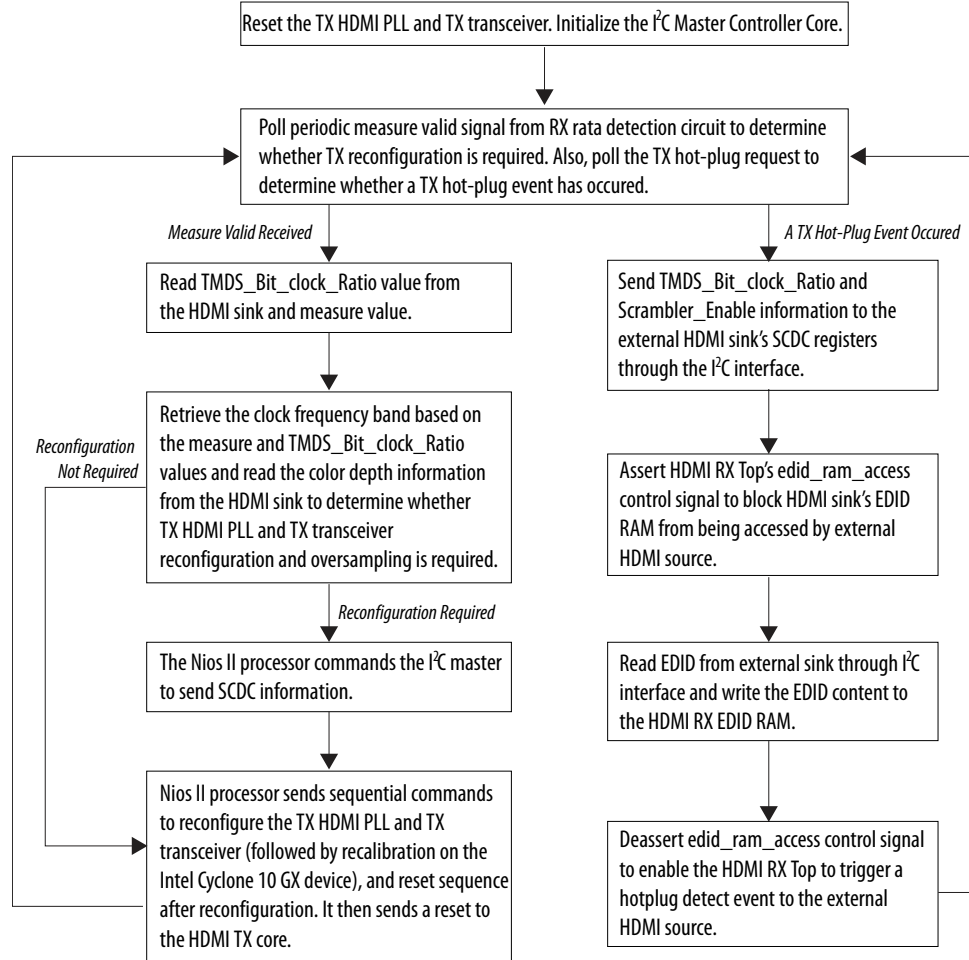 Reset the TX HDMI PLL and TX transceiver. Initialize the I²C Master Controller Core.
Poll periodic measure valid signal from RX rata detection circuit to determine
whether TX reconfiguration is required. Also, poll the TX hot-plug request to
determine whether a TX hot-plug event has occured.
Measure Valid Received
Read TMDS_Bit_clock_Ratio value from
the HDMI sink and measure value.
Retrieve the clock frequency band based on
the measure and TMDS_Bit_clock_Ratio
values and read the color depth information
from the HDMI sink to determine whether
TX HDMI PLL and TX transceiver
reconfiguration and oversampling is required.
Reconfiguration
Not Required
Reconfiguration Required
The Nios II processor commands the I²C master
to send SCDC information.
Nios II processor sends sequential commands
to reconfigure the TX HDMI PLL and TX
transceiver (followed by recalibration on the
Intel Cyclone 10 GX device), and reset sequence
after reconfiguration. It then sends a reset to
the HDMI TX core.
A TX Hot-Plug Event Occured
Send TMDS_Bit_clock_Ratio and
Scrambler_Enable information to the
external HDMI sink's SCDC registers
through the I²C interface.
Assert HDMI RX Top's edid_ram_access
control signal to block HDMI sink's EDID
RAM from being accessed by external
HDMI source.
Read EDID from external sink through I²C
interface and write the EDID content to
the HDMI RX EDID RAM.
Deassert edid_ram_access control signal
to enable the HDMI RX Top to trigger a
hotplug detect event to the external
HDMI source.